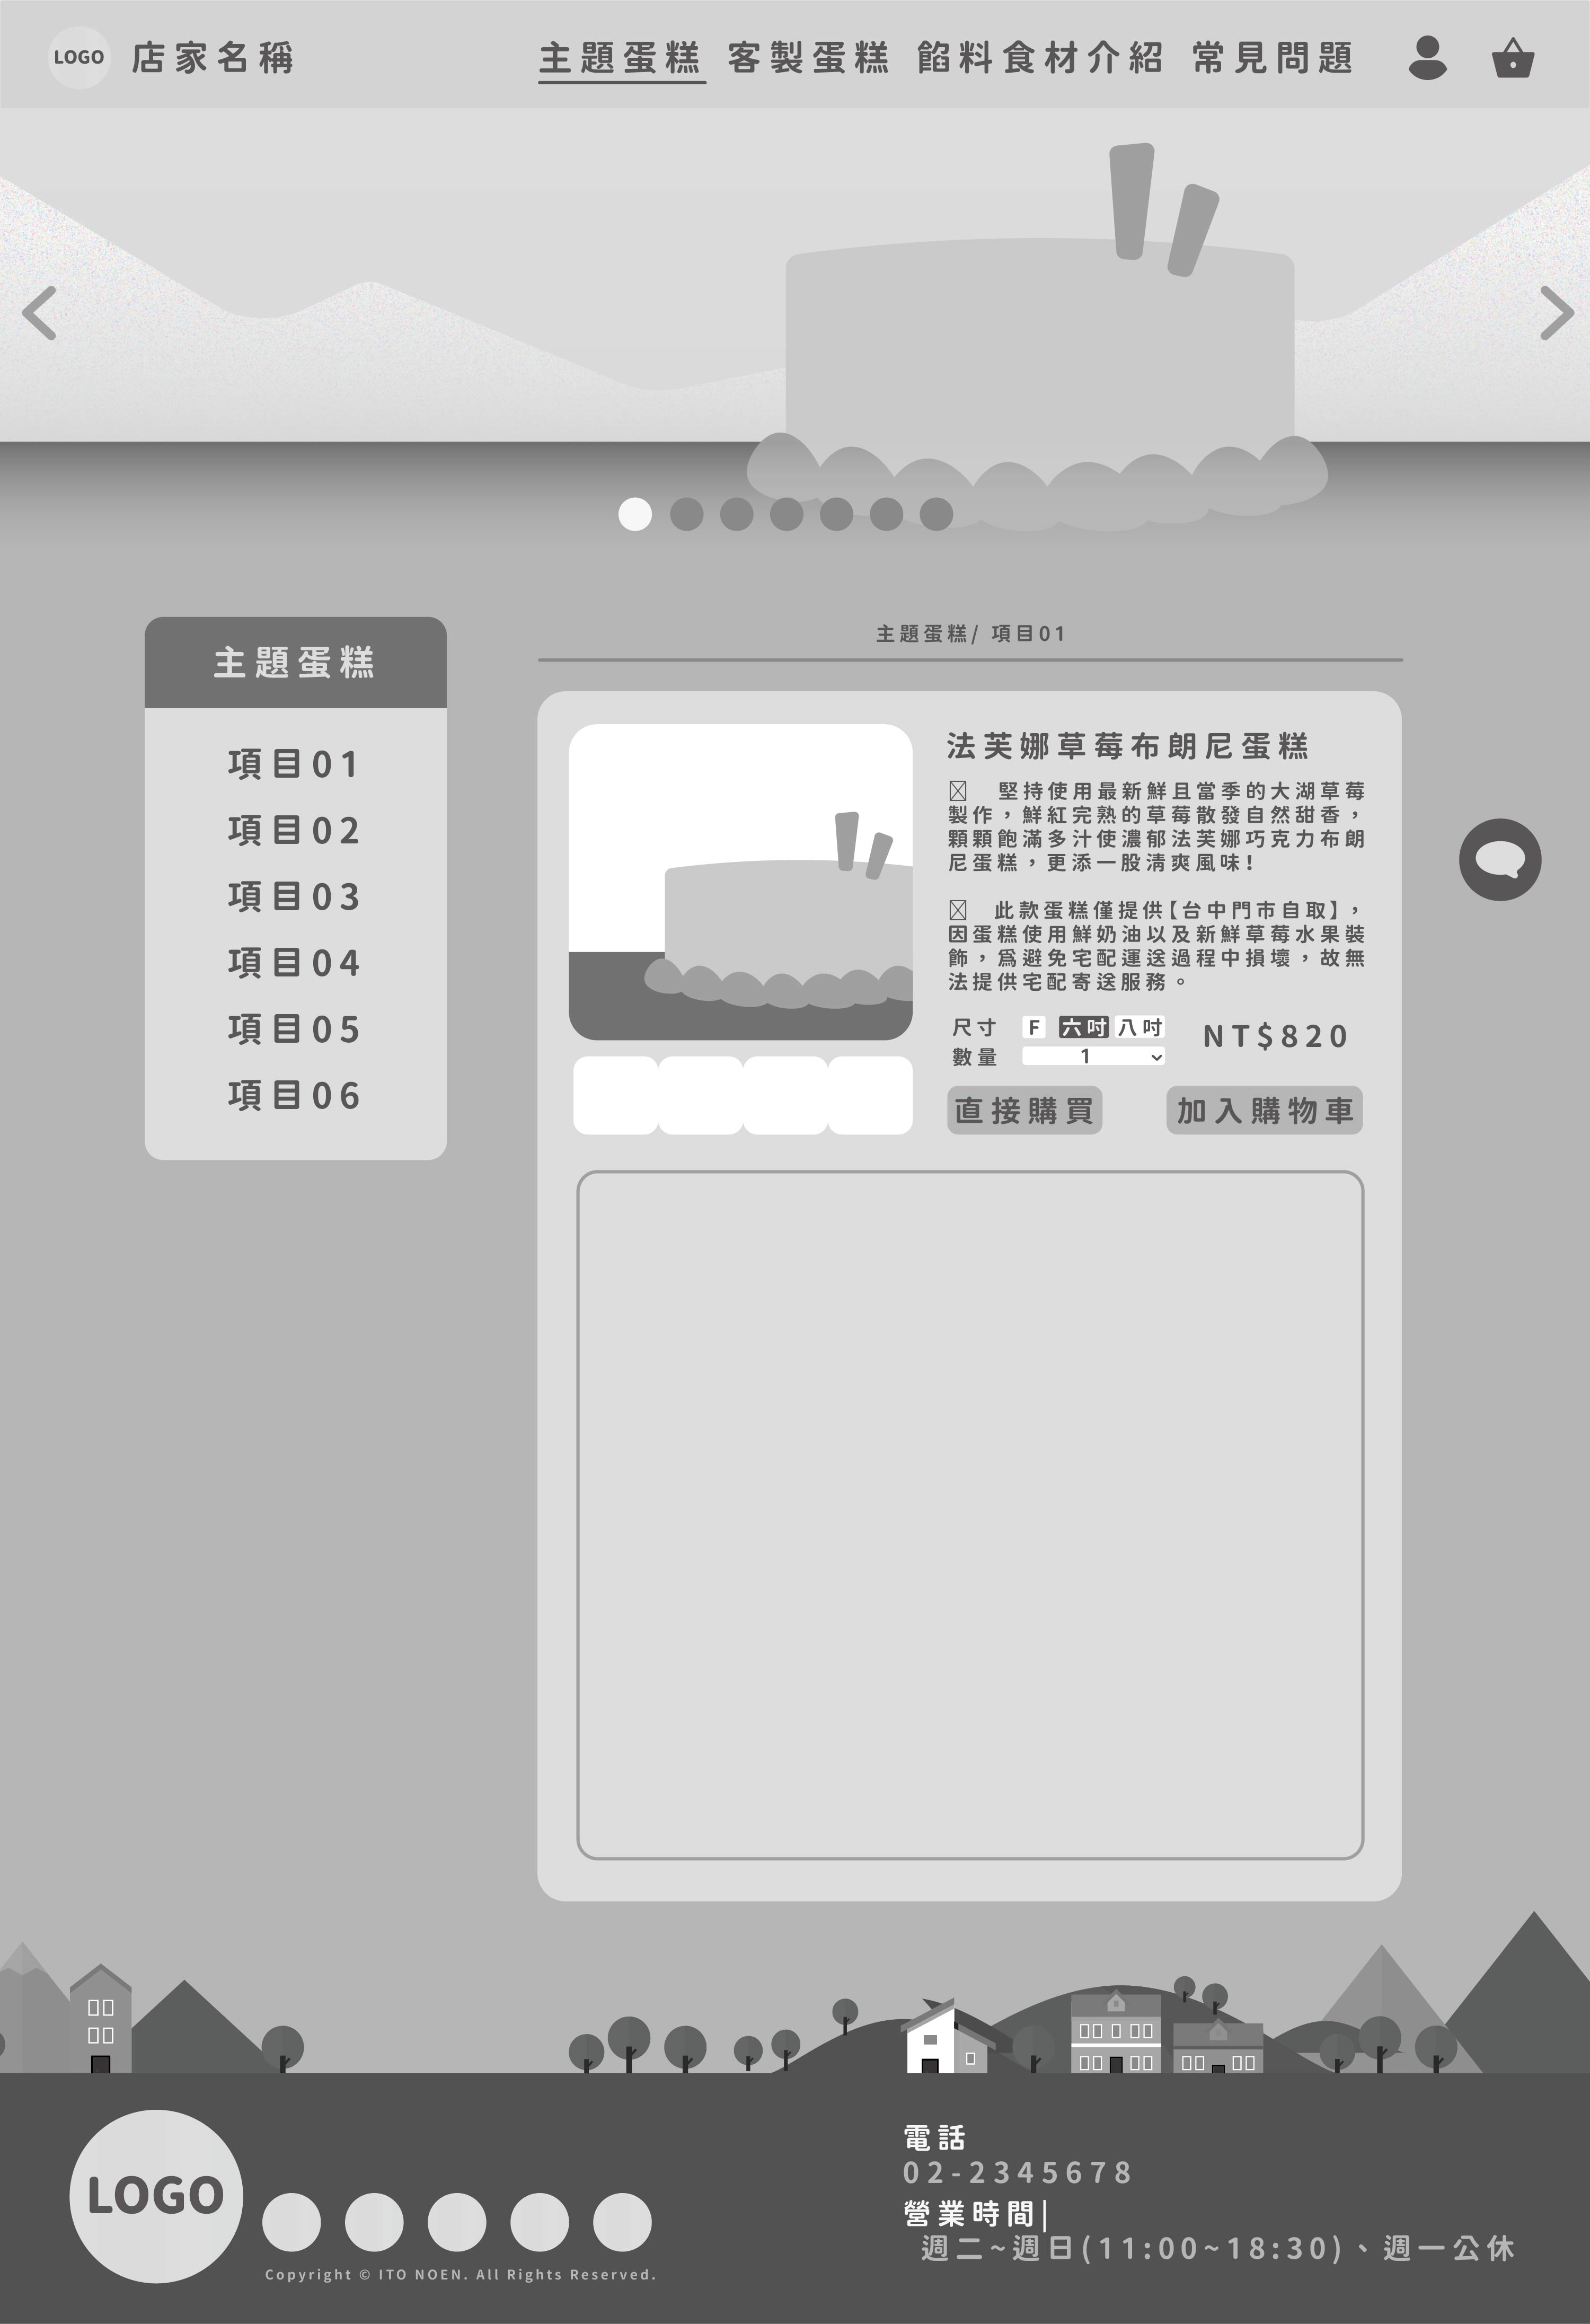 LOGO 店家名稱 主題蛋糕 客製蛋糕 餡料食材介紹 常見問題
主題蛋糕
項目01
項目02
項目03
項目04
項目05
項目06
主題蛋糕/ 項目01
法芙娜草莓布朗尼蛋糕
堅持使用最新鮮且當季的大湖草莓
製作，鮮紅完熟的草莓散發自然甜香，
顆顆飽滿多汁使濃郁法芙娜巧克力布朗
尼蛋糕，更添一股清爽風味!
此款蛋糕僅提供【台中門市自取】，
因蛋糕使用鮮奶油以及新鮮草莓水果裝
飾，為避免宅配運送過程中損壞，故無
法提供宅配寄送服務。
尺寸 F 六吋 八吋
數量 1
NT$820
直接購買 加入購物車
LOGO
Copyright © ITO NOEN. All Rights Reserved.
電話
02-2345678
營業時間|
週二~週日(11:00~18:30)、週一公休